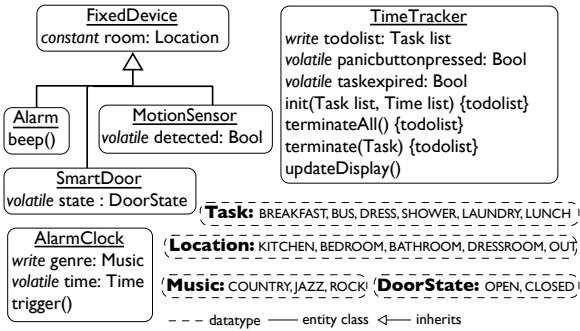 FixedDevice
constant room: Location
TimeTracker
write todolist: Task list
volatile panicbuttonpressed: Bool
volatile taskexpired: Bool
init(Task list, Time list) {todolist}
terminateAll() {todolist}
terminate(Task) {todolist}
updateDisplay()
Alarm
beep()
MotionSensor
volatile detected: Bool
SmartDoor
volatile state : DoorState
AlarmClock
write genre: Music
volatile time: Time
trigger()
Task: BREAKFAST, BUS, DRESS, SHOWER, LAUNDRY, LUNCH
Location: KITCHEN, BEDROOM, BATHROOM, DRESSROOM, OUT
Music: COUNTRY, JAZZ, ROCK
DoorState: OPEN, CLOSED
datatype
entity class
inherits